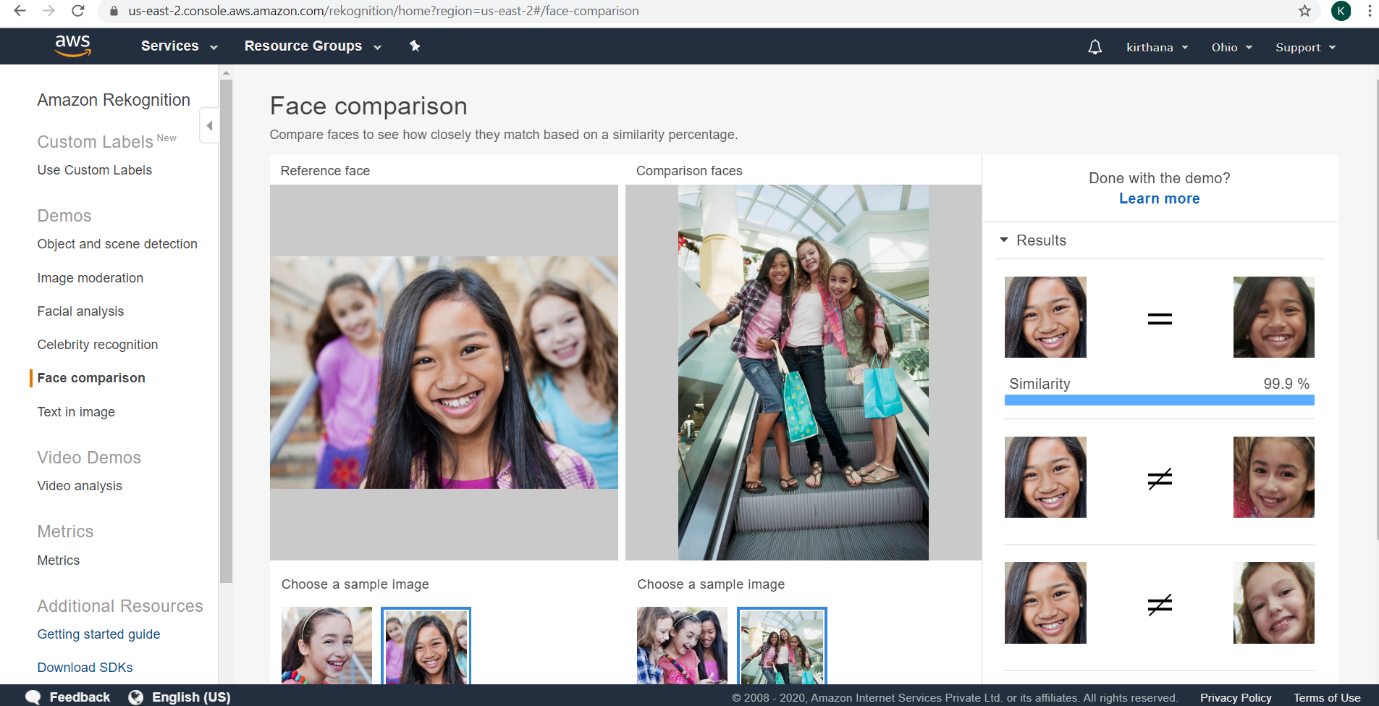 us-east-2.console.aws.amazon.com/rekognition/home?region=us-east-2#/face-comparison
K
aws
Services
Resource Groups
kirthana
Ohio
Support
Amazon Rekognition
Custom Labels New
Use Custom Labels
Demos
Object and scene detection
Image moderation
Facial analysis
Celebrity recognition
Face comparison
Text in image
Video Demos
Video analysis
Metrics
Metrics
Additional Resources
Getting started guide
Download SDKs
Face comparison
Compare faces to see how closely they match based on a similarity percentage.
Reference face
Comparison faces
Choose a sample image
Choose a sample image
Done with the demo?
Learn more
Results
=
Similarity 99.9 %
≠
≠
Feedback
English (US)
© 2008 - 2020, Amazon Internet Services Private Ltd. or its affiliates. All rights reserved.
Privacy Policy
Terms of Use